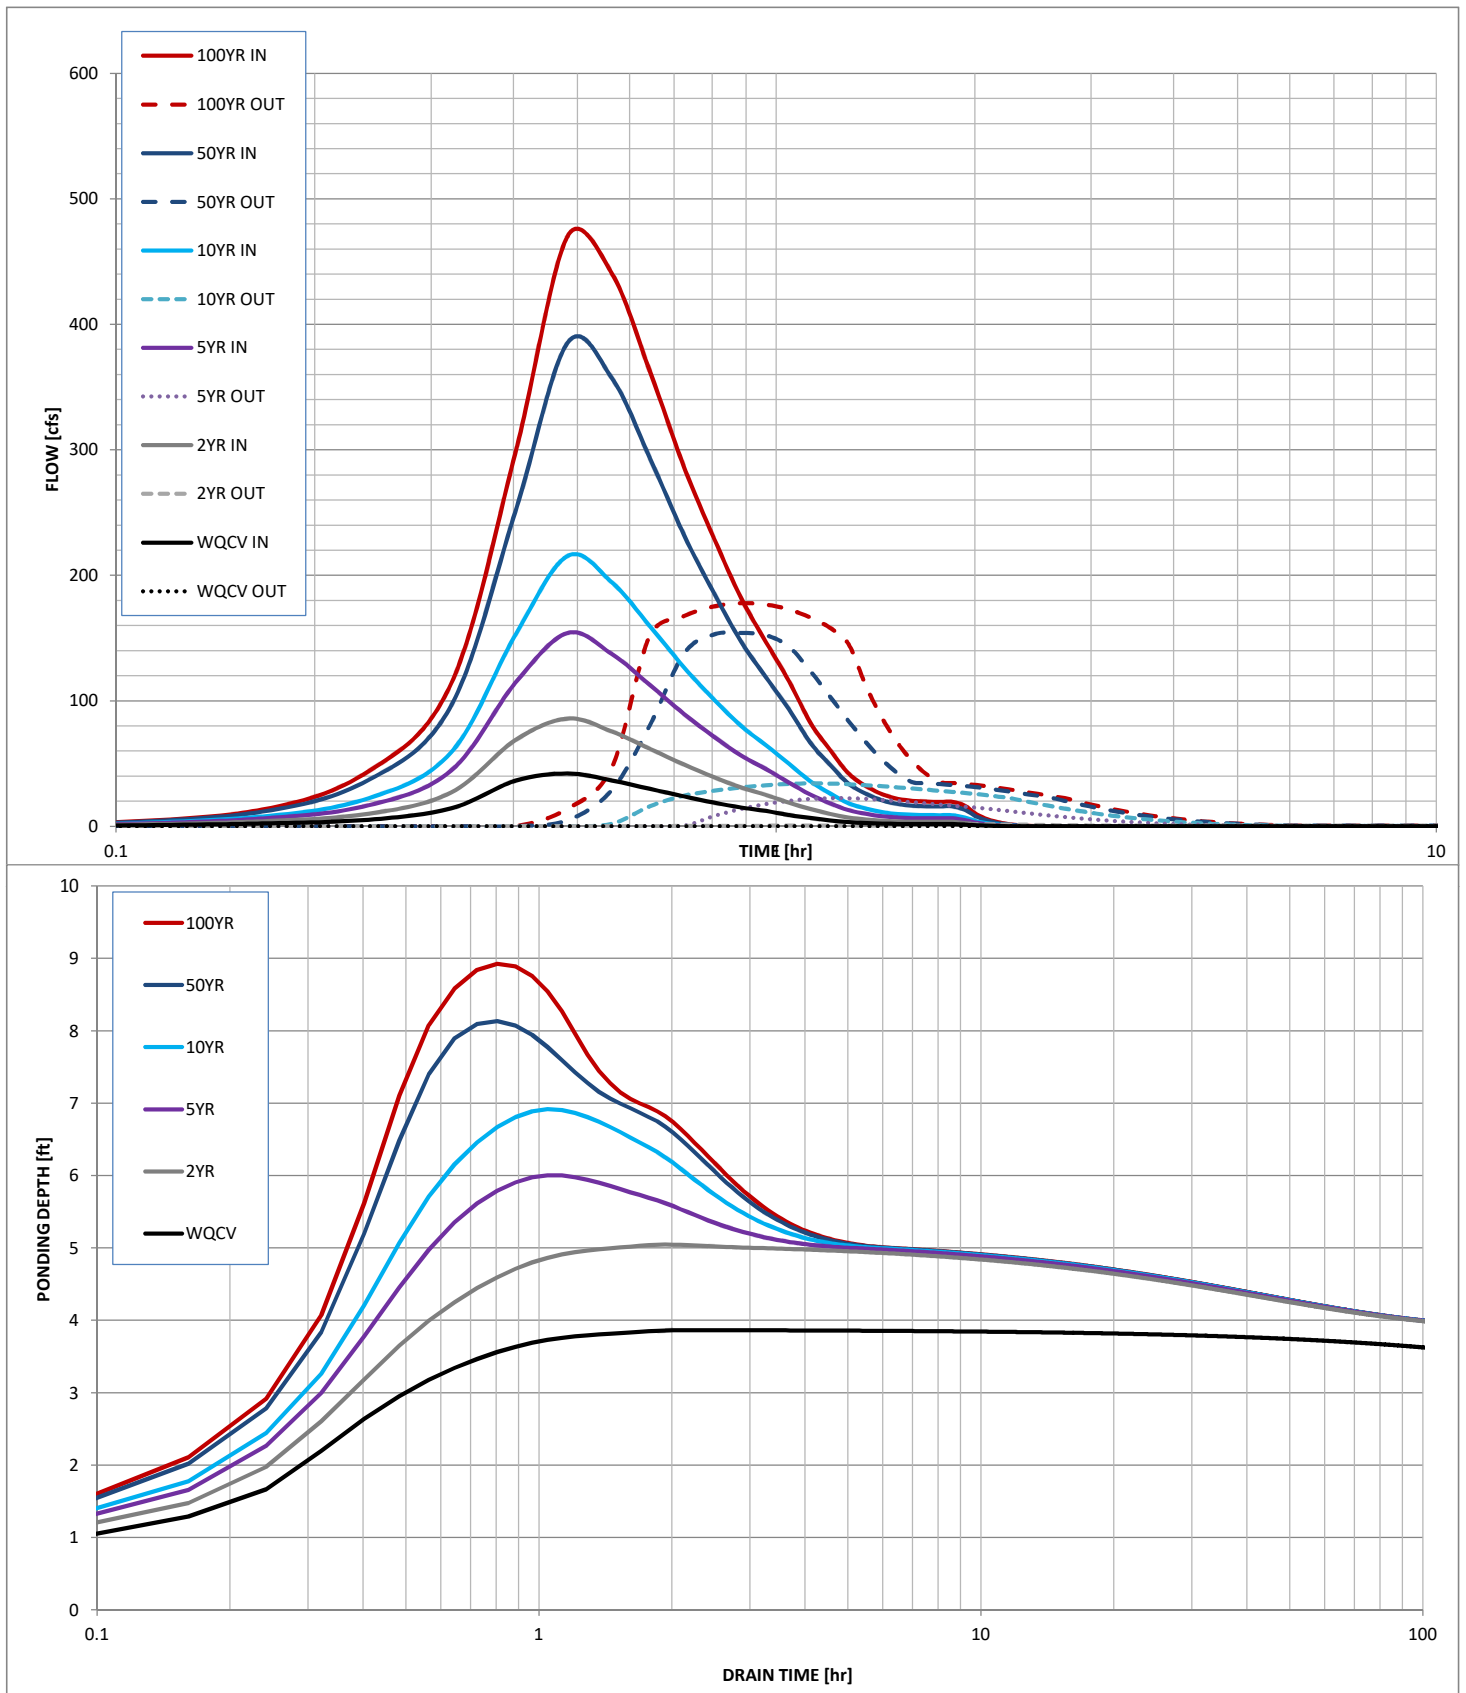 100YR IN
100YR OUT
50YR IN
50YR OUT
10YR IN
10YR OUT
5YR IN
5YR OUT
2YR IN
2YR OUT
WQCV IN
WQCV OUT
600
500
400
300
200
100
0
FLOW [cfs]
0.1
1
10
TIME [hr]
100YR
50YR
10YR
5YR
2YR
WQCV
10
9
8
7
6
5
4
3
2
1
0
PONDING DEPTH [ft]
0.1
1
10
100
DRAIN TIME [hr]